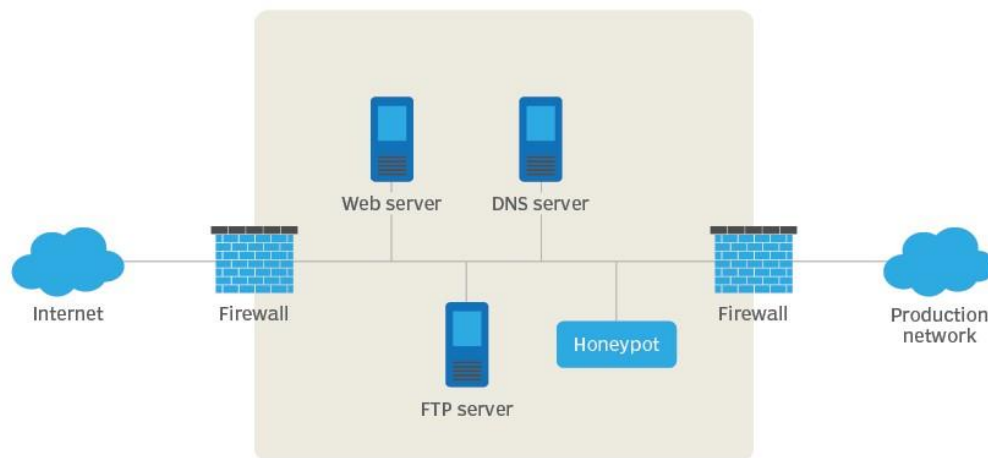 Web server
DNS server
Internet
Firewall
Firewall
Production
network
Honeypot
FTP server